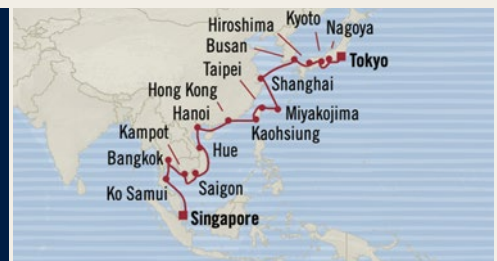 Hiroshima
Kyoto
Nagoya
Busan
Tokyo
Taipei
Shanghai
Hong Kong
Hanoi
Miyakojima
Kampot
Kaohsiung
Bangkok
Hue
Ko Samui
Saigon
Singapore